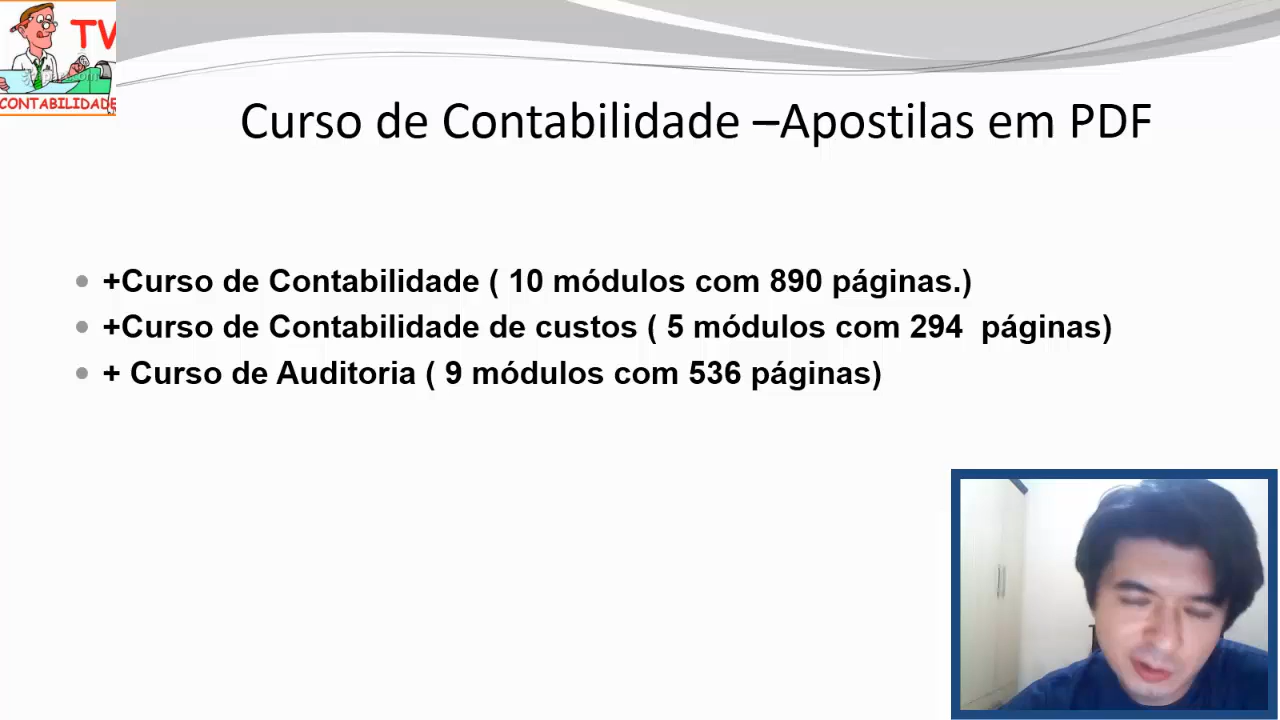 TV
CONTABILIDADE
Curso de Contabilidade –Apostilas em PDF
+Curso de Contabilidade ( 10 módulos com 890 páginas.)
+Curso de Contabilidade de custos ( 5 módulos com 294  páginas)
+ Curso de Auditoria ( 9 módulos com 536 páginas)